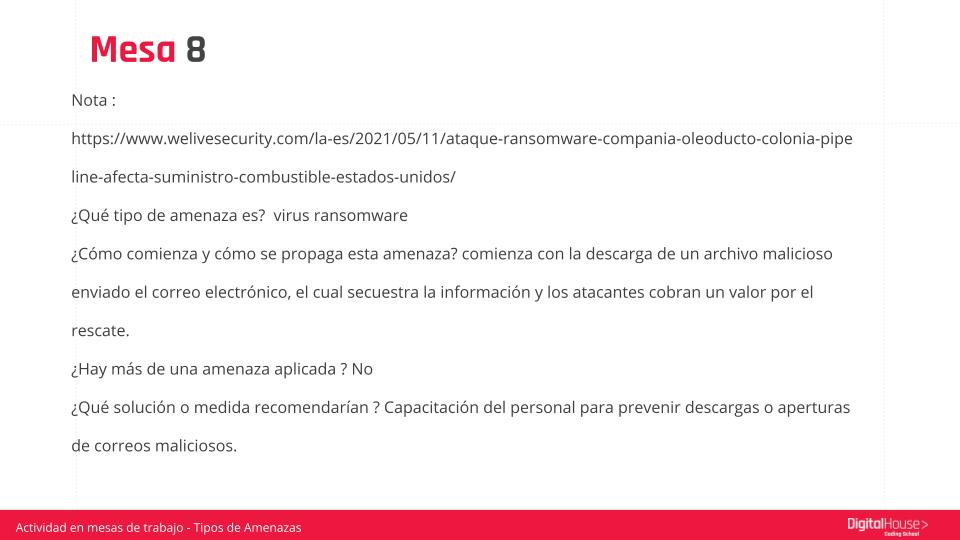 Mesa 8
Nota :
https://www.welivesecurity.com/la-es/2021/05/11/ataque-ransomware-compania-oleoducto-colonia-pipe
line-afecta-suministro-combustible-estados-unidos/
¿Qué tipo de amenaza es?  virus ransomware
¿Cómo comienza y cómo se propaga esta amenaza? comienza con la descarga de un archivo malicioso
enviado el correo electrónico, el cual secuestra la información y los atacantes cobran un valor por el
rescate.
¿Hay más de una amenaza aplicada ? No
¿Qué solución o medida recomendarían ? Capacitación del personal para prevenir descargas o aperturas
de correos maliciosos.
Actividad en mesas de trabajo - Tipos de Amenazas
DigitalHouse>
Coding School